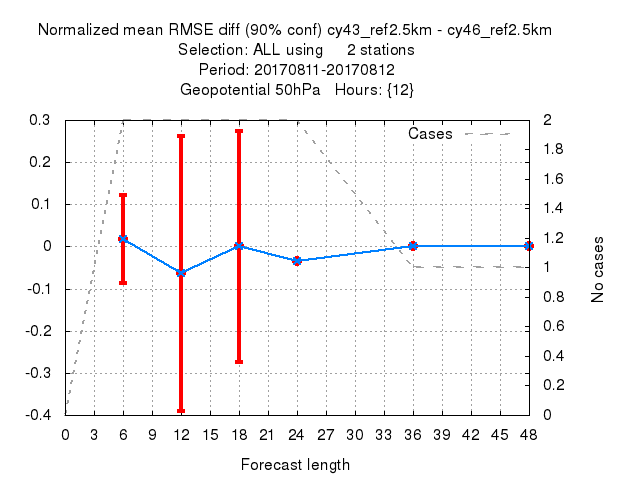 Normalized mean RMSE diff (90% conf) cy43_ref2.5km - cy46_ref2.5km
Selection: ALL using 2 stations
Period: 20170811-20170812
Geopotential 50hPa Hours: {12}
Cases
0.3
0.2
0.1
0
-0.1
-0.2
-0.3
-0.4
2
1.8
1.6
1.4
1.2
1
0.8
0.6
0.4
0.2
0
No cases
0 3 6 9 12 15 18 21 24 27 30 33 36 39 42 45 48
Forecast length